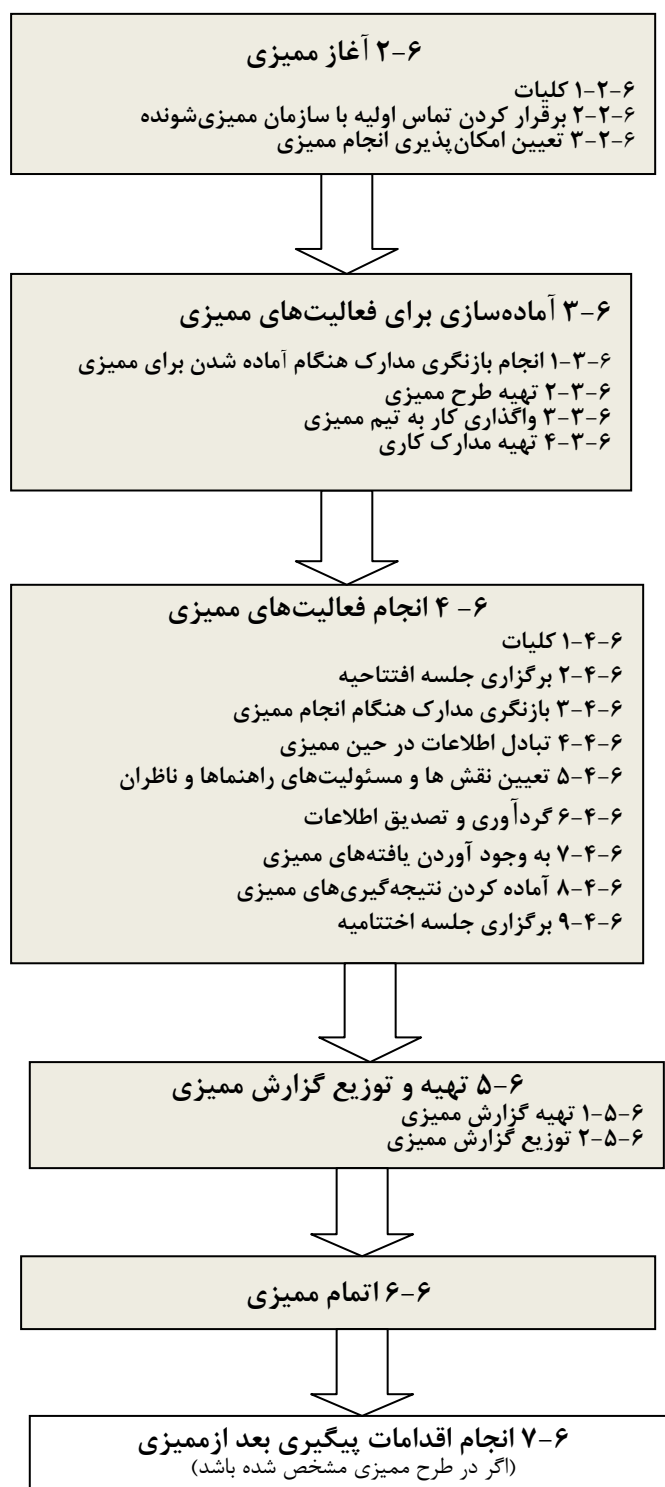 ۲-۶ آغاز ممیزی
۱-۲-۶ کلیات
۲-۲-۶ برقرار کردن تماس اولیه با سازمان ممیزی‌شونده
۳-۲-۶ تعیین امکان‌پذیری انجام ممیزی
۳-۶ آماده‌سازی برای فعالیت‌های ممیزی
۱-۳-۶ انجام بازنگری مدارک هنگام آماده شدن برای ممیزی
۲-۳-۶ تهیه طرح ممیزی
۳-۳-۶ واگذاری کار به تیم ممیزی
۴-۳-۶ تهیه مدارک کاری
۶- ۴ انجام فعالیت‌های ممیزی
۱-۴-۶ کلیات
۲-۴-۶ برگزاری جلسه افتتاحیه
۳-۴-۶ بازنگری مدارک هنگام انجام ممیزی
۴-۴-۶ تبادل اطلاعات در حین ممیزی
۵-۴-۶ تعیین نقش ها و مسئولیت‌های راهنماها و ناظران
۶-۴-۶ گردآوری و تصدیق اطلاعات
۷-۴-۶ به وجود آوردن یافته‌های ممیزی
۸-۴-۶ آماده کردن نتیجه‌گیری‌های ممیزی
۹-۴-۶ برگزاری جلسه اختتامیه
۵-۶ تهیه و توزیع گزارش ممیزی
۱-۵-۶ تهیه گزارش ممیزی
۲-۵-۶ توزیع گزارش ممیزی
۶-۶ اتمام ممیزی
۷-۶ انجام اقدامات پیگیری بعد ازممیزی
(اگر در طرح ممیزی مشخص شده باشد)